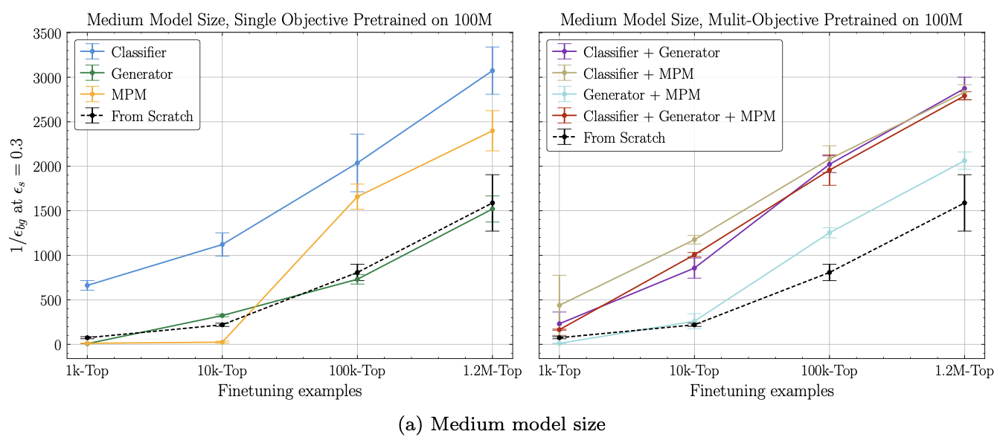 Medium Model Size, Single Objective Pretrained on 100M
3500
3000
2500
2000
1500
1000
500
0
1/ϵ_bg at ϵ_s = 0.3
Classifier
Generator
MPM
From Scratch
1k-Top 10k-Top 100k-Top 1.2M-Top
Finetuning examples
Medium Model Size, Mulit-Objective Pretrained on 100M
Classifier + Generator
Classifier + MPM
Generator + MPM
Classifier + Generator + MPM
From Scratch
1k-Top 10k-Top 100k-Top 1.2M-Top
Finetuning examples
(a) Medium model size